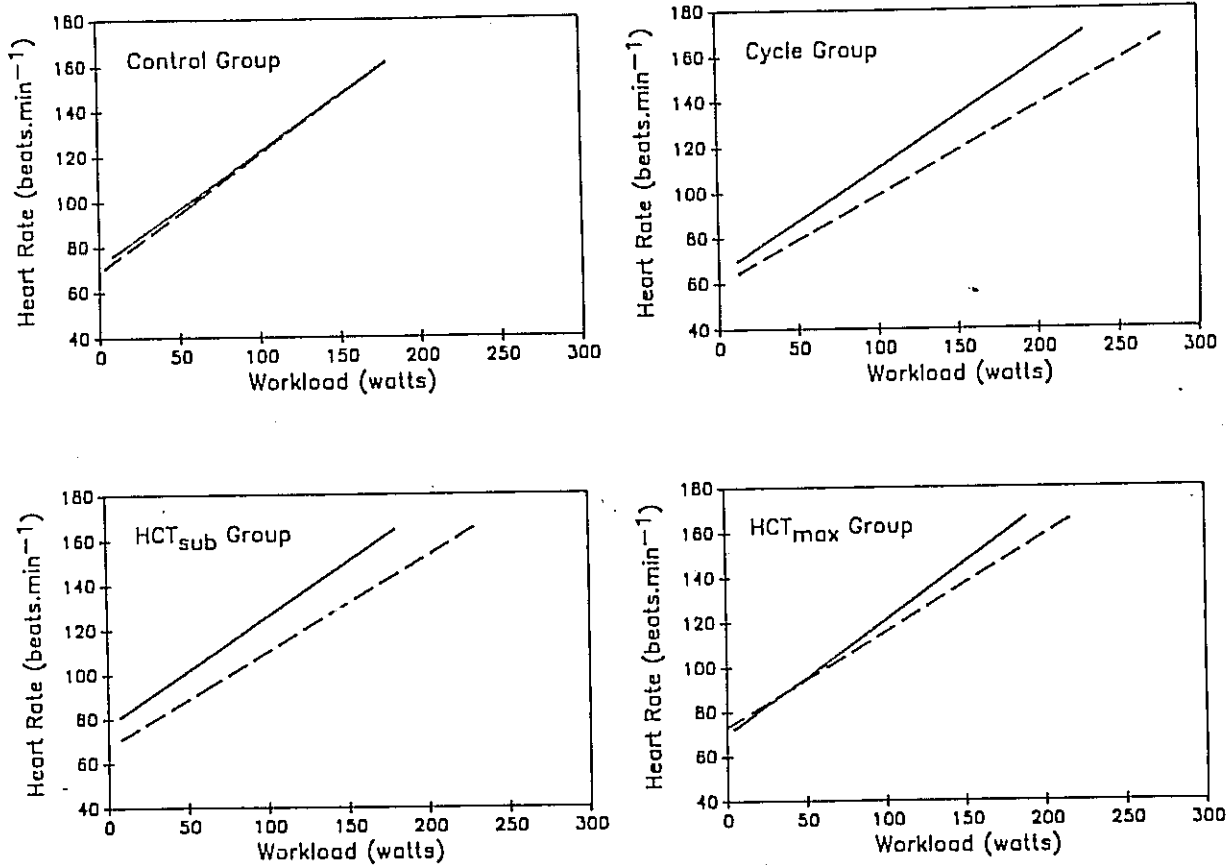 Control Group
Heart Rate (beats.min⁻¹)
180
160
140
120
100
80
60
40
0 50 100 150 200 250 300
Workload (watts)
Cycle Group
Heart Rate (beats.min⁻¹)
180
160
140
120
100
80
60
40
0 50 100 150 200 250 300
Workload (watts)
HCTsub Group
Heart Rate (beats.min⁻¹)
180
160
140
120
100
80
60
40
0 50 100 150 200 250 300
Workload (watts)
HCTmax Group
Heart Rate (beats.min⁻¹)
180
160
140
120
100
80
60
40
0 50 100 150 200 250 300
Workload (watts)